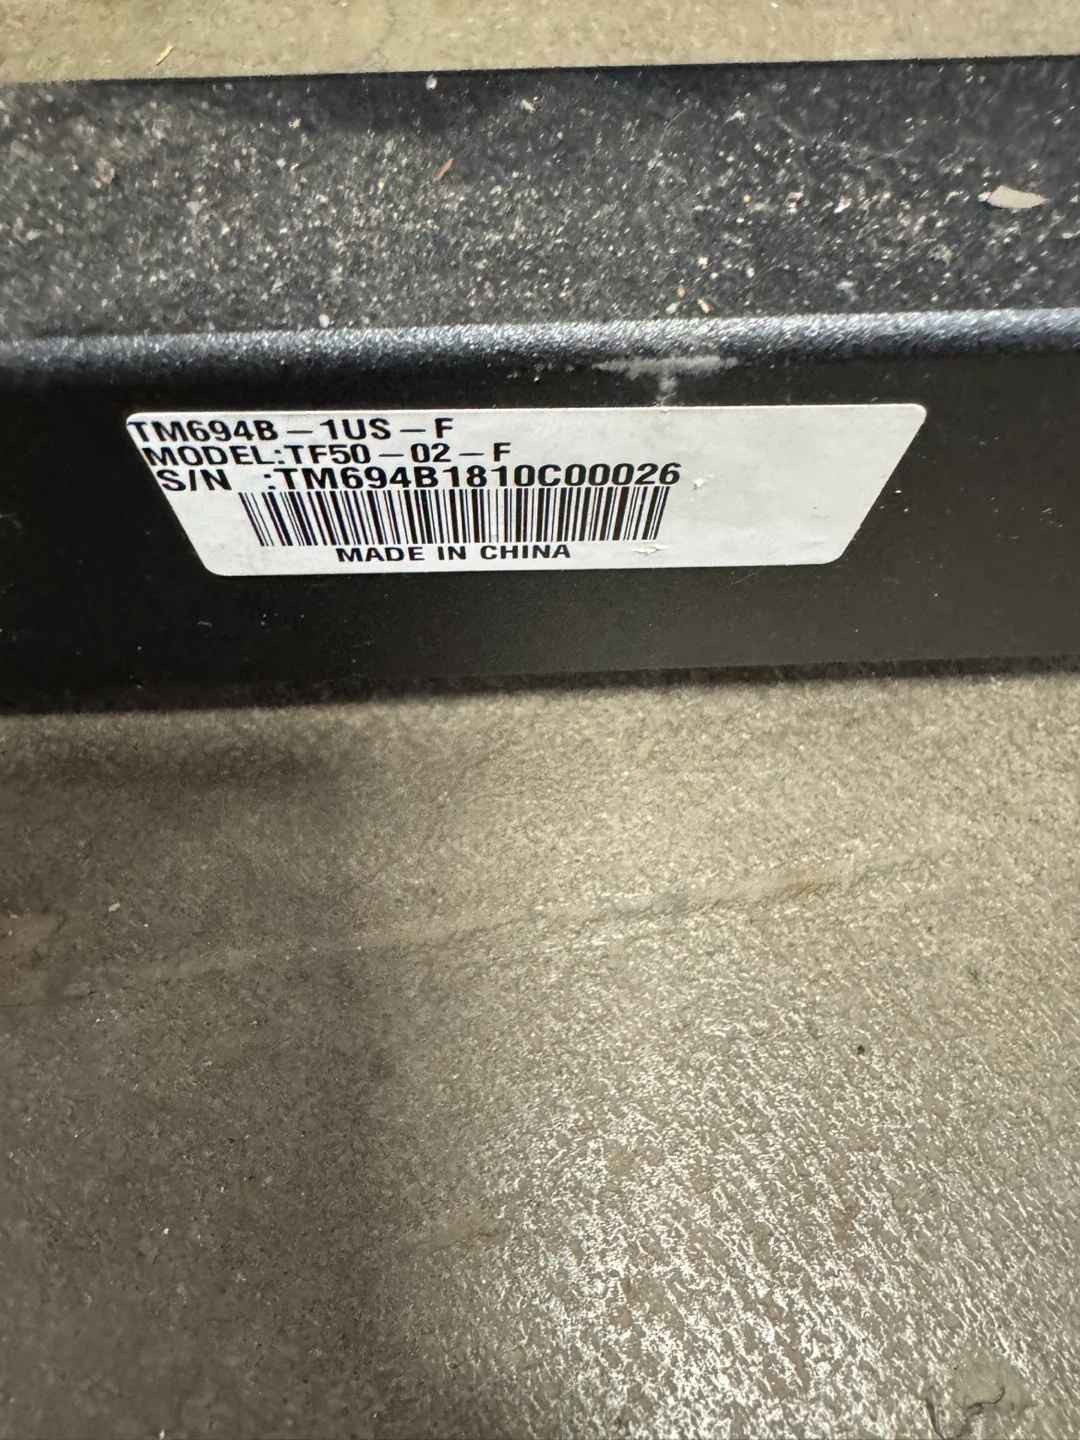 TM694B-1US-F
MODEL:TF50-02-F
S/N :TM694B1810C00026
MADE IN CHINA